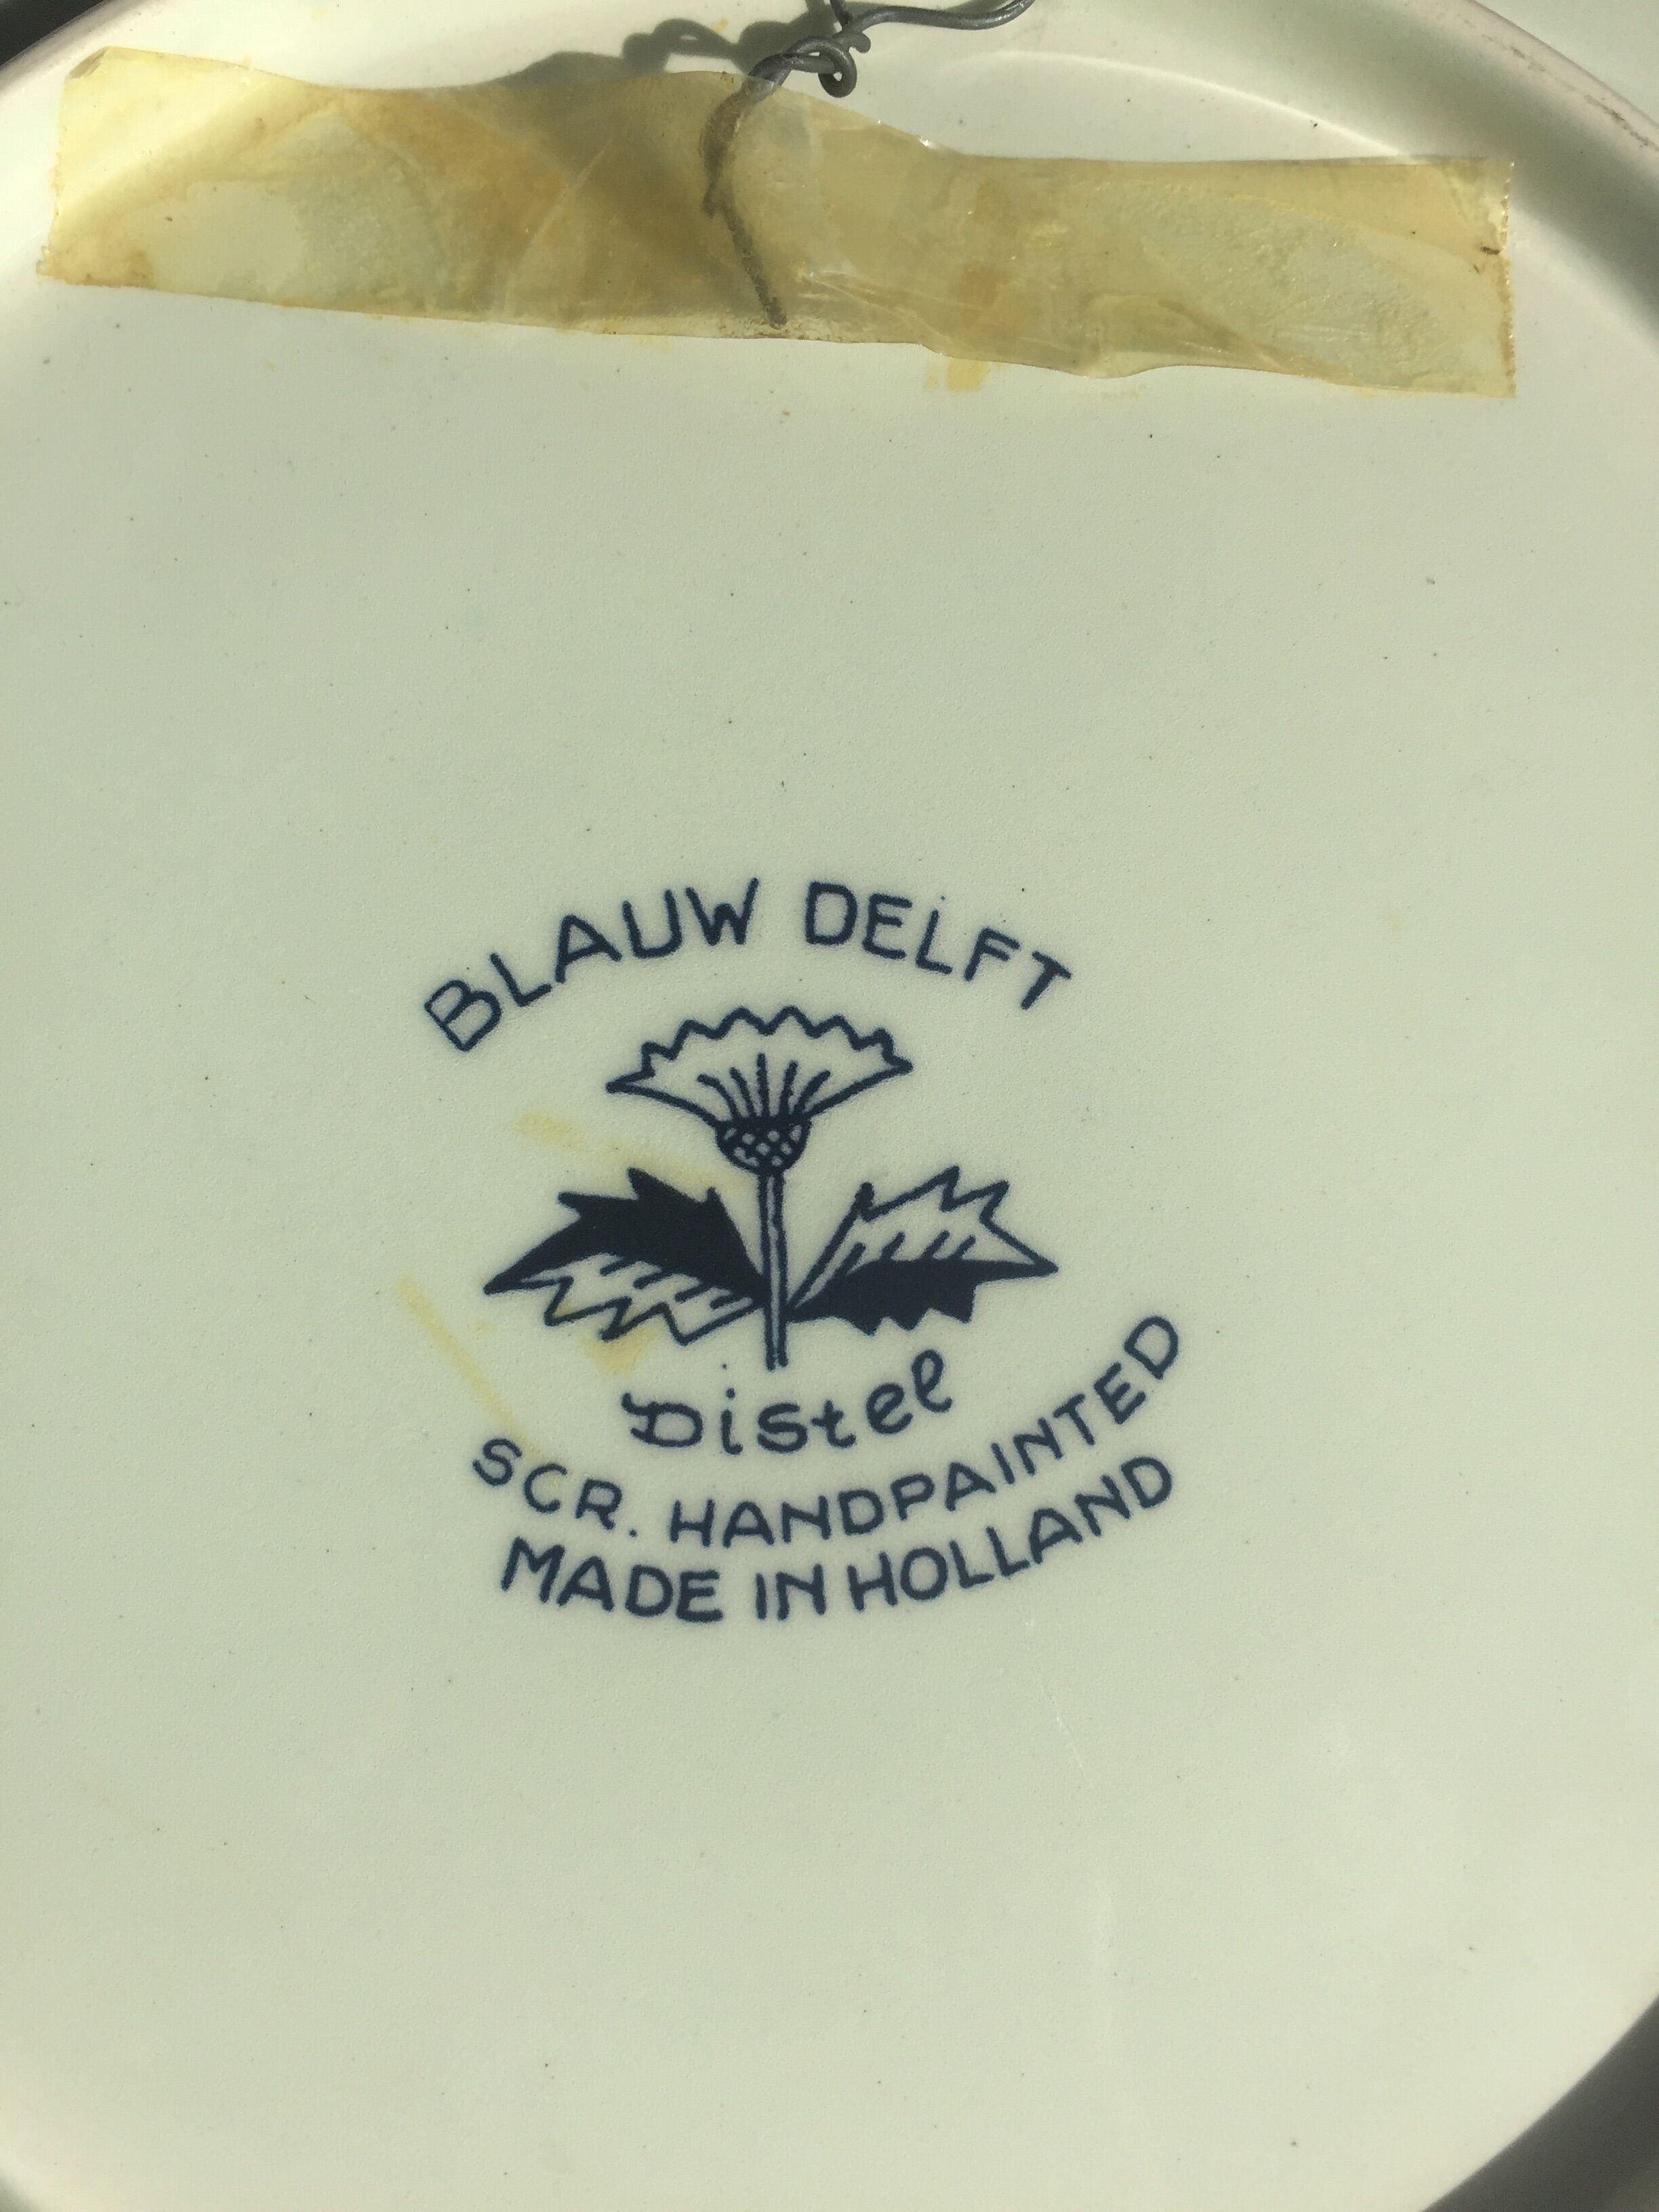 BLAUW DELFT
Distel
SCR. HANDPAINTED
MADE IN HOLLAND